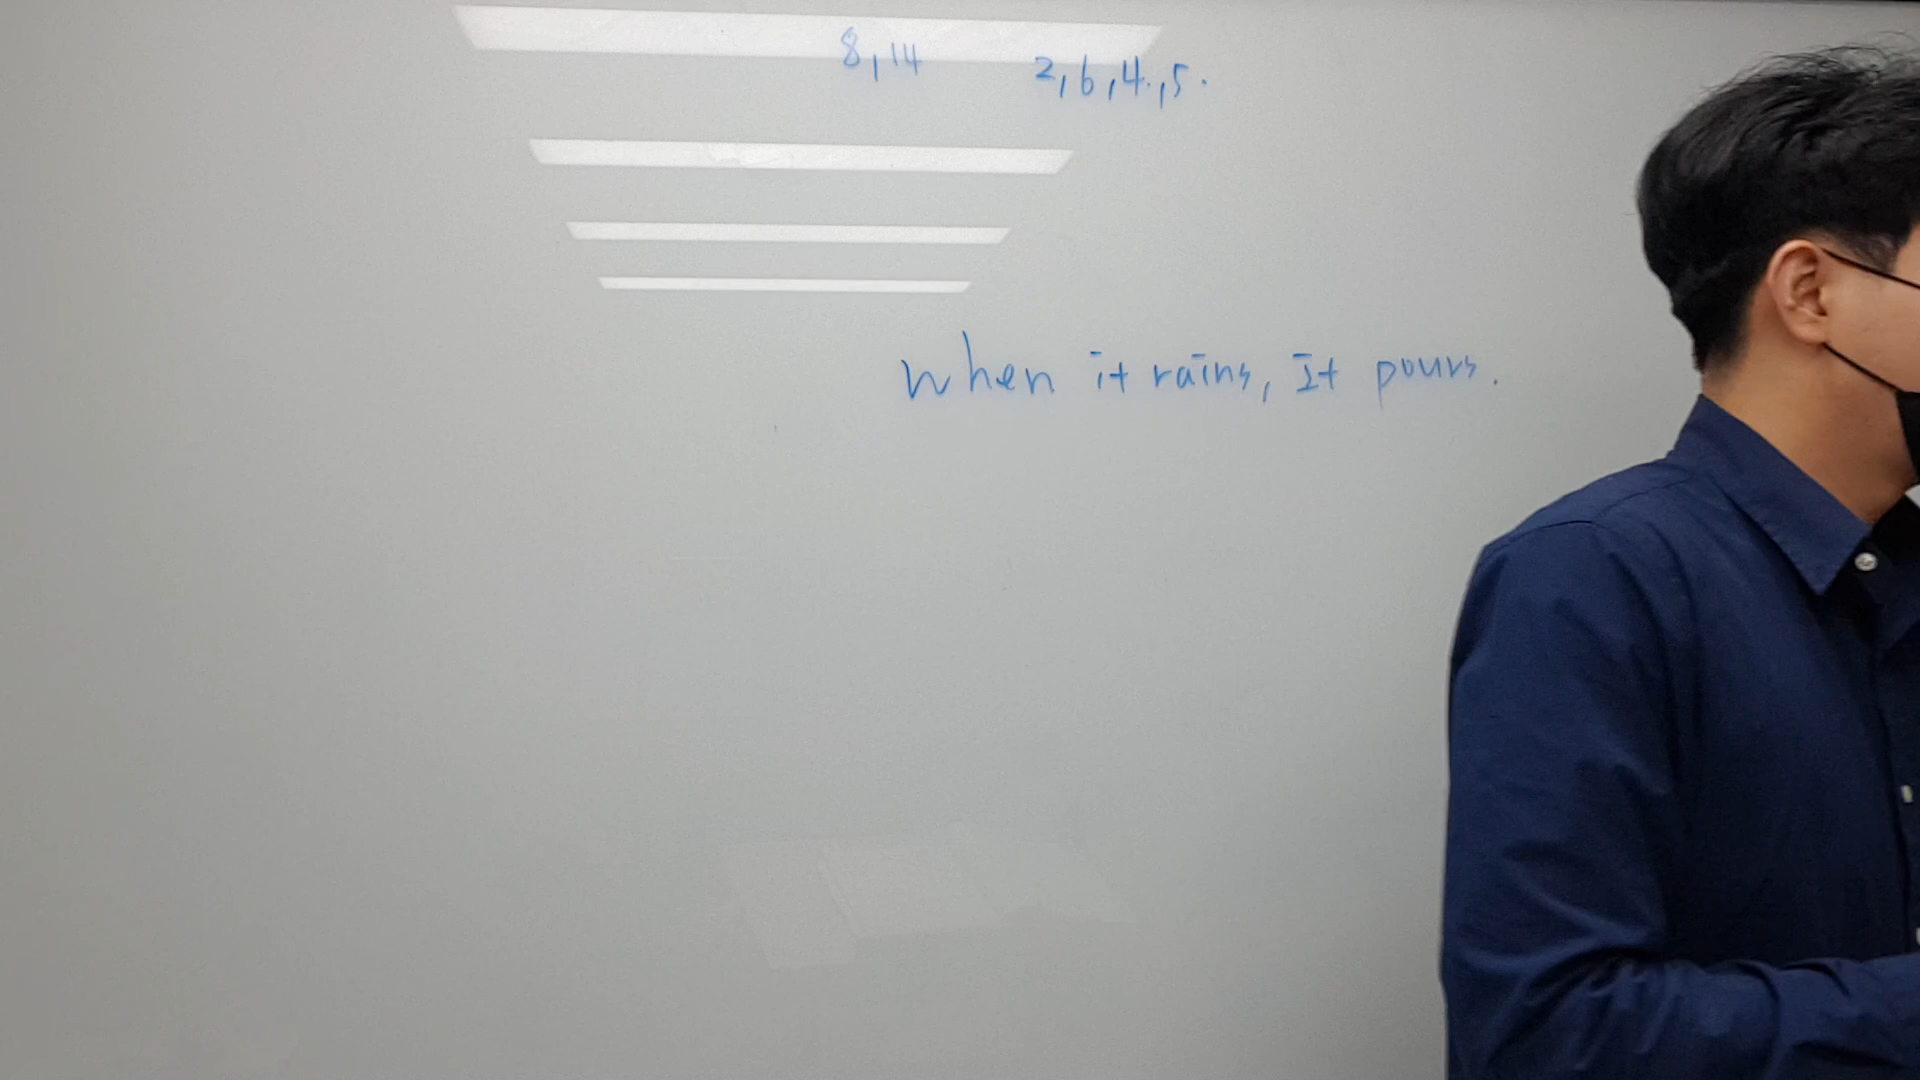 8, 14
2, 6, 4, 5.
When it rains, It pours.